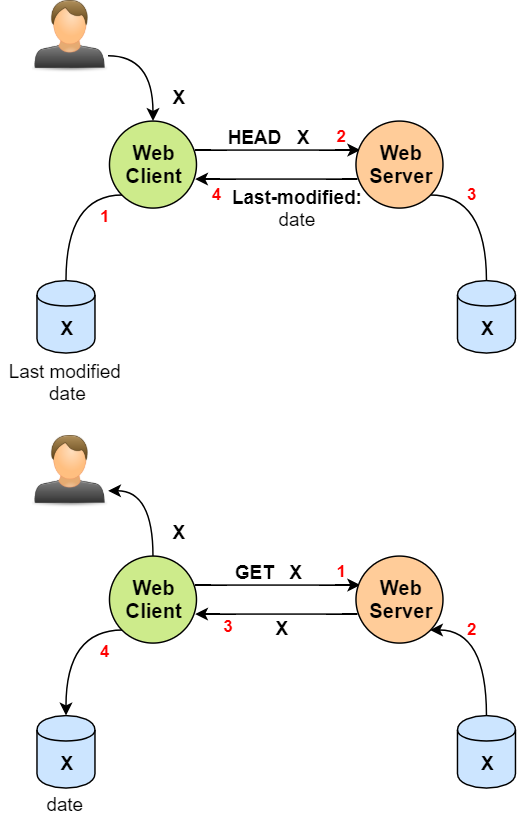 X
HEAD X 2
Web
Client
Web
Server
4 Last-modified:
date
3
1
X
X
Last modified
date
X
GET X 1
Web
Client
Web
Server
3 X
2
4
X
X
date